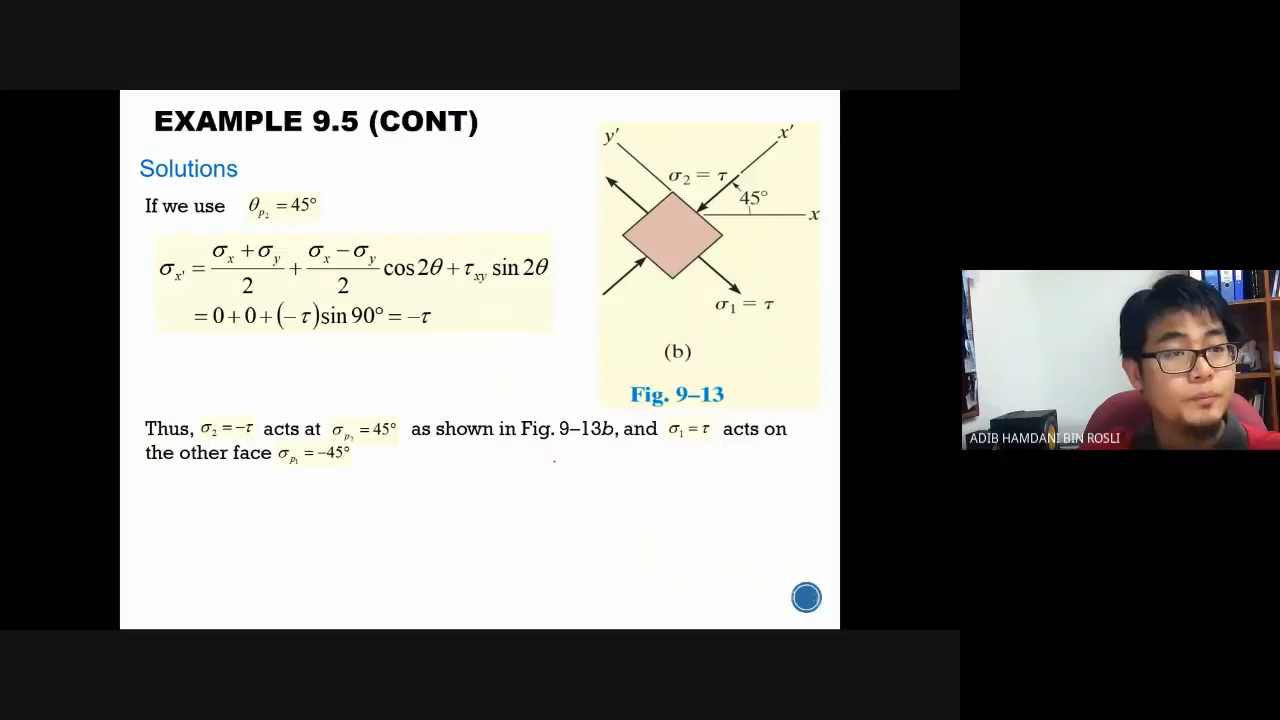 EXAMPLE 9.5 (CONT)
Solutions
If we use θp₂ = 45°
σx' = (σx + σy)/2 + (σx − σy)/2 cos2θ + τxy sin 2θ
= 0 + 0 + (−τ)sin 90° = −τ
y'
x'
σ₂ = τ
45°
x
σ₁ = τ
(b)
Fig. 9–13
Thus, σ₂ = −τ acts at σp₂ = 45° as shown in Fig. 9–13b, and σ₁ = τ acts on
the other face σp₁ = −45°
ADIB HAMDANI BIN ROSLI